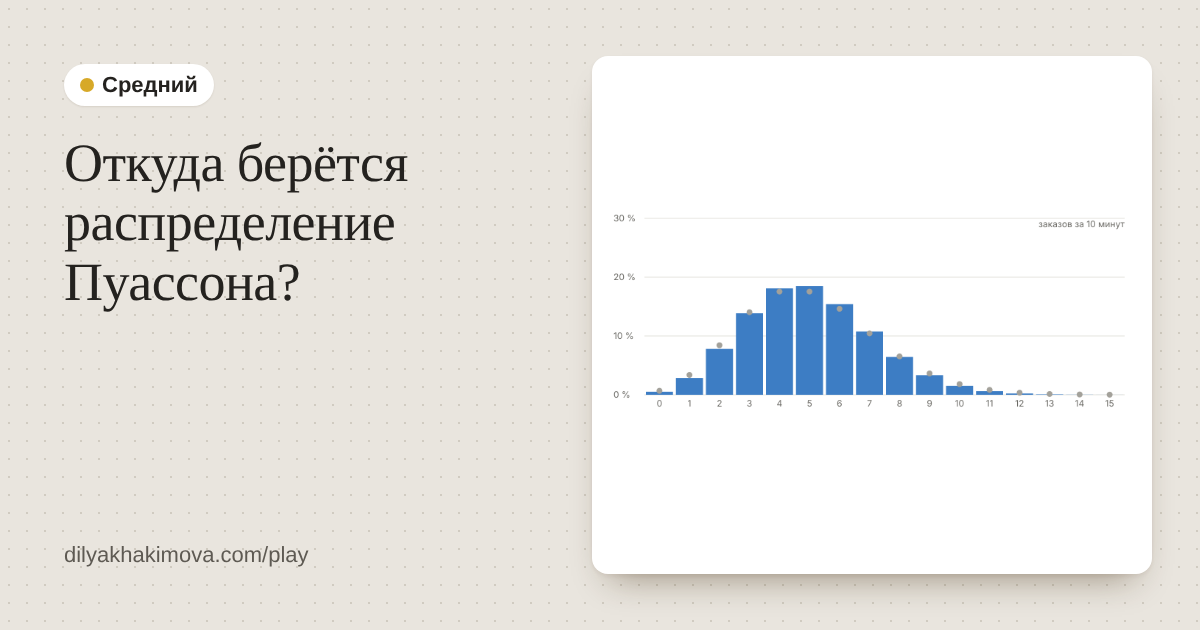 Средний
Откуда берётся
распределение
Пуассона?
dilyakhakimova.com/play
30 %
заказов за 10 минут
20 %
10 %
0 %
0 1 2 3 4 5 6 7 8 9 10 11 12 13 14 15